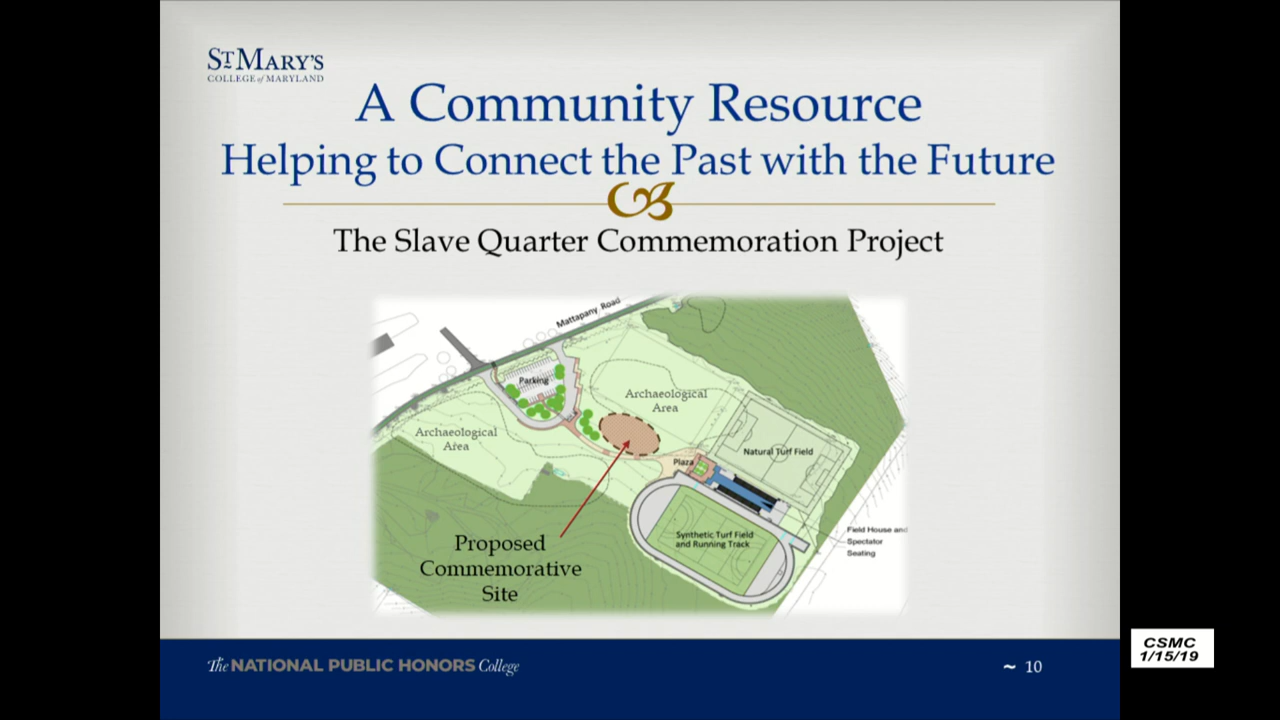 ST MARY'S
COLLEGE of MARYLAND
A Community Resource
Helping to Connect the Past with the Future
The Slave Quarter Commemoration Project
Mattapany Road
Parking
Archaeological
Area
Archaeological
Area
Natural Turf Field
Plaza
Synthetic Turf Field
and Running Track
Field House and
Spectator
Seating
Proposed
Commemorative
Site
The NATIONAL PUBLIC HONORS College
~ 10
CSMC
1/15/19